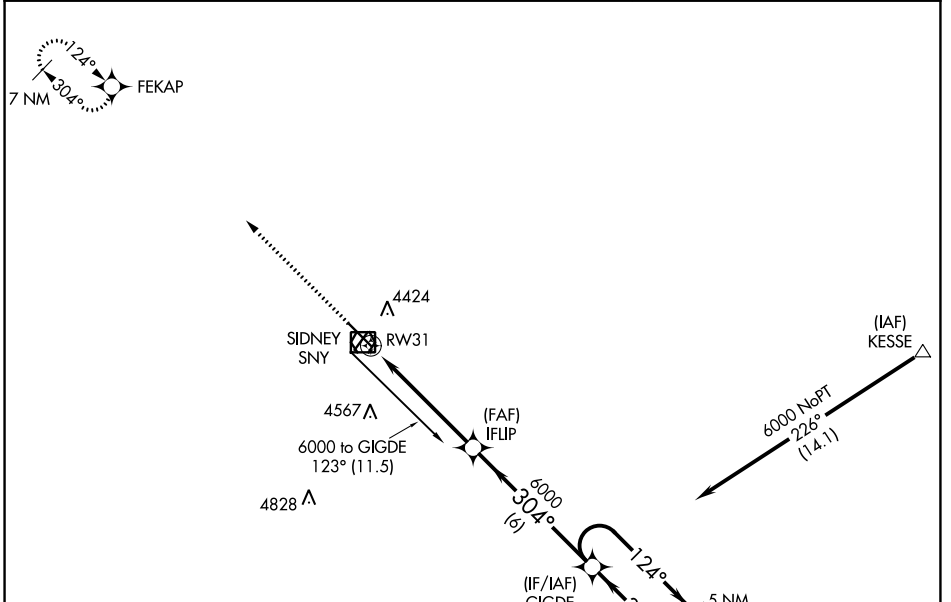 124°
304°
7 NM
FEKAP
4424
SIDNEY
SNY
RW31
(IAF)
KESSE
6000 NoPT
226°
(14.1)
4567
(FAF)
IFLIP
6000 to GIGDE
123° (11.5)
4828
6000
304°
(6)
124°
(IF/IAF)
GIGDE
5 NM